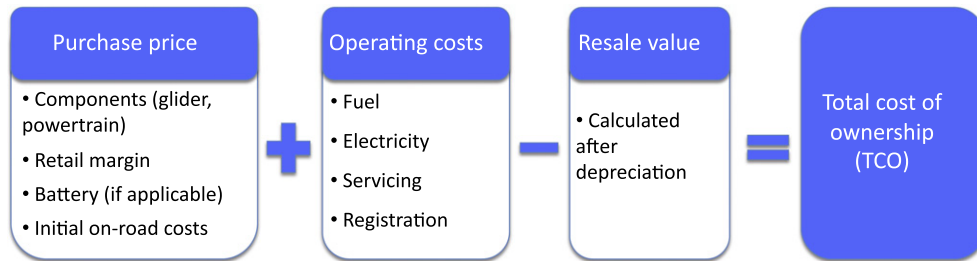 Purchase price
• Components (glider,
powertrain)
• Retail margin
• Battery (if applicable)
• Initial on-road costs
+
Operating costs
• Fuel
• Electricity
• Servicing
• Registration
−
Resale value
• Calculated
after
depreciation
=
Total cost of
ownership
(TCO)